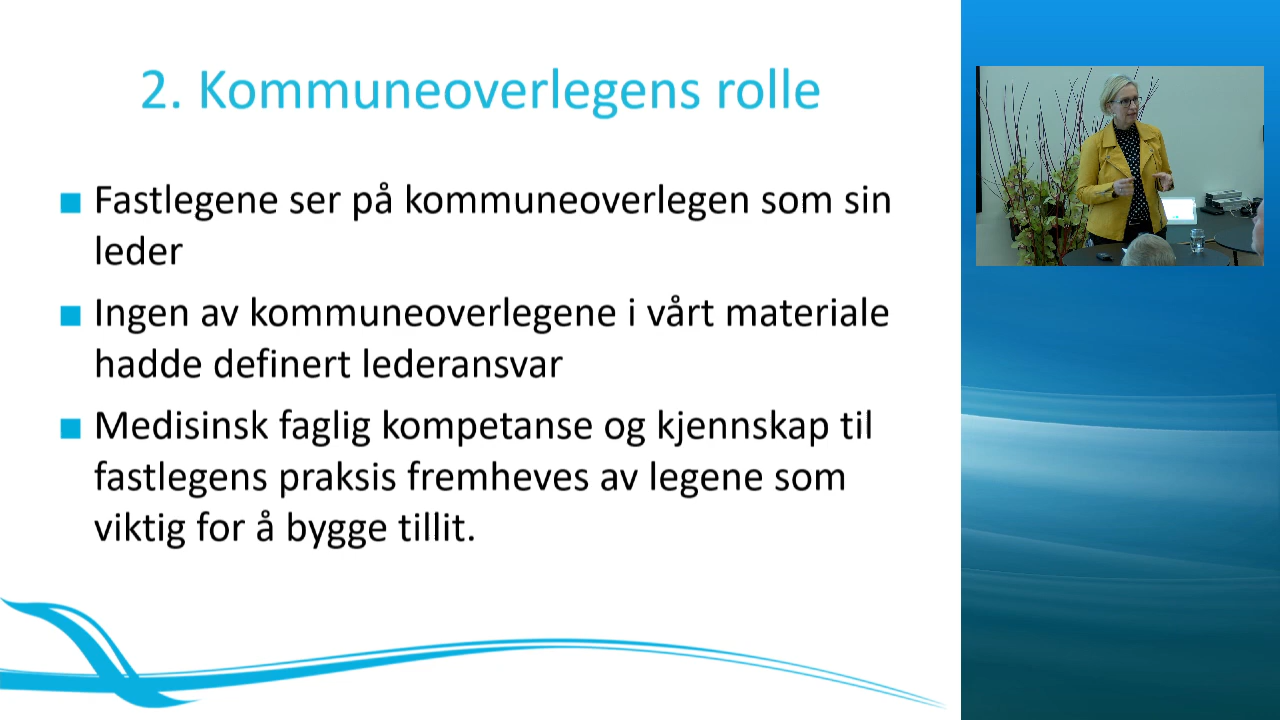 2. Kommuneoverlegens rolle
Fastlegene ser på kommuneoverlegen som sin
leder
Ingen av kommuneoverlegene i vårt materiale
hadde definert lederansvar
Medisinsk faglig kompetanse og kjennskap til
fastlegens praksis fremheves av legene som
viktig for å bygge tillit.